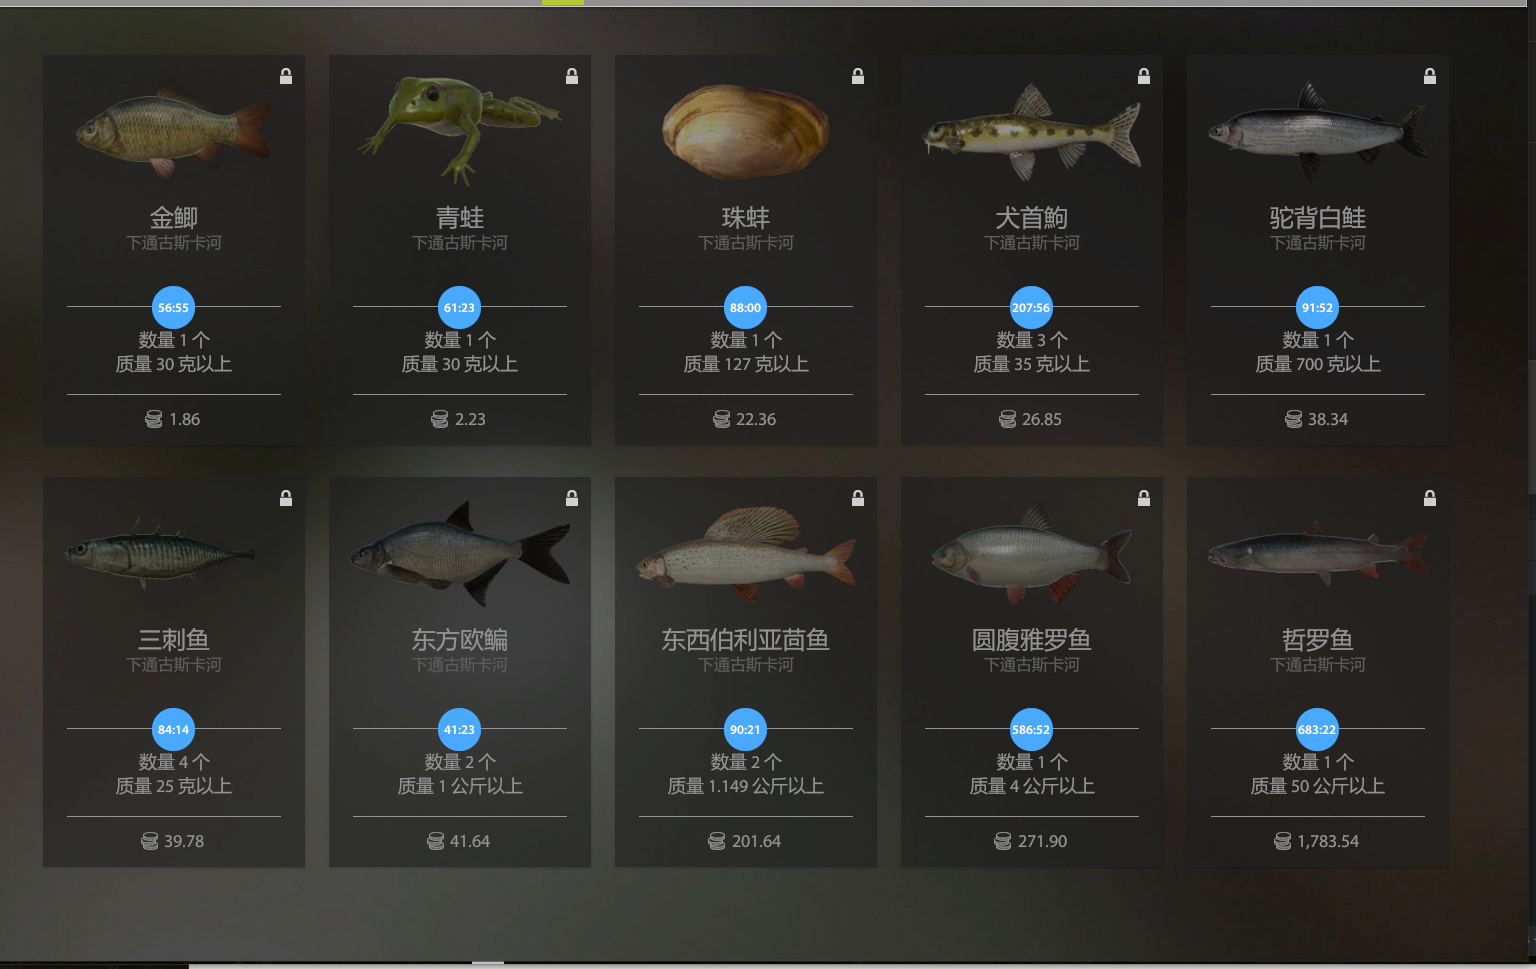 金鲫
下通古斯卡河
56:55
数量 1 个
质量 30 克以上
1.86
青蛙
下通古斯卡河
61:23
数量 1 个
质量 30 克以上
2.23
珠蚌
下通古斯卡河
88:00
数量 1 个
质量 127 克以上
22.36
犬首鮈
下通古斯卡河
207:56
数量 3 个
质量 35 克以上
26.85
驼背白鲑
下通古斯卡河
91:52
数量 1 个
质量 700 克以上
38.34
三刺鱼
下通古斯卡河
84:14
数量 4 个
质量 25 克以上
39.78
东方欧鳊
下通古斯卡河
41:23
数量 2 个
质量 1 公斤以上
41.64
东西伯利亚茴鱼
下通古斯卡河
90:21
数量 2 个
质量 1.149 公斤以上
201.64
圆腹雅罗鱼
下通古斯卡河
586:52
数量 1 个
质量 4 公斤以上
271.90
哲罗鱼
下通古斯卡河
683:22
数量 1 个
质量 50 公斤以上
1,783.54